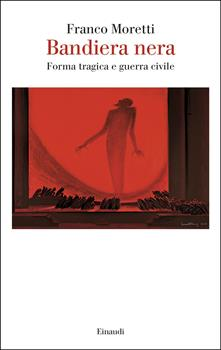 Franco Moretti
Bandiera nera
Forma tragica e guerra civile
Einaudi